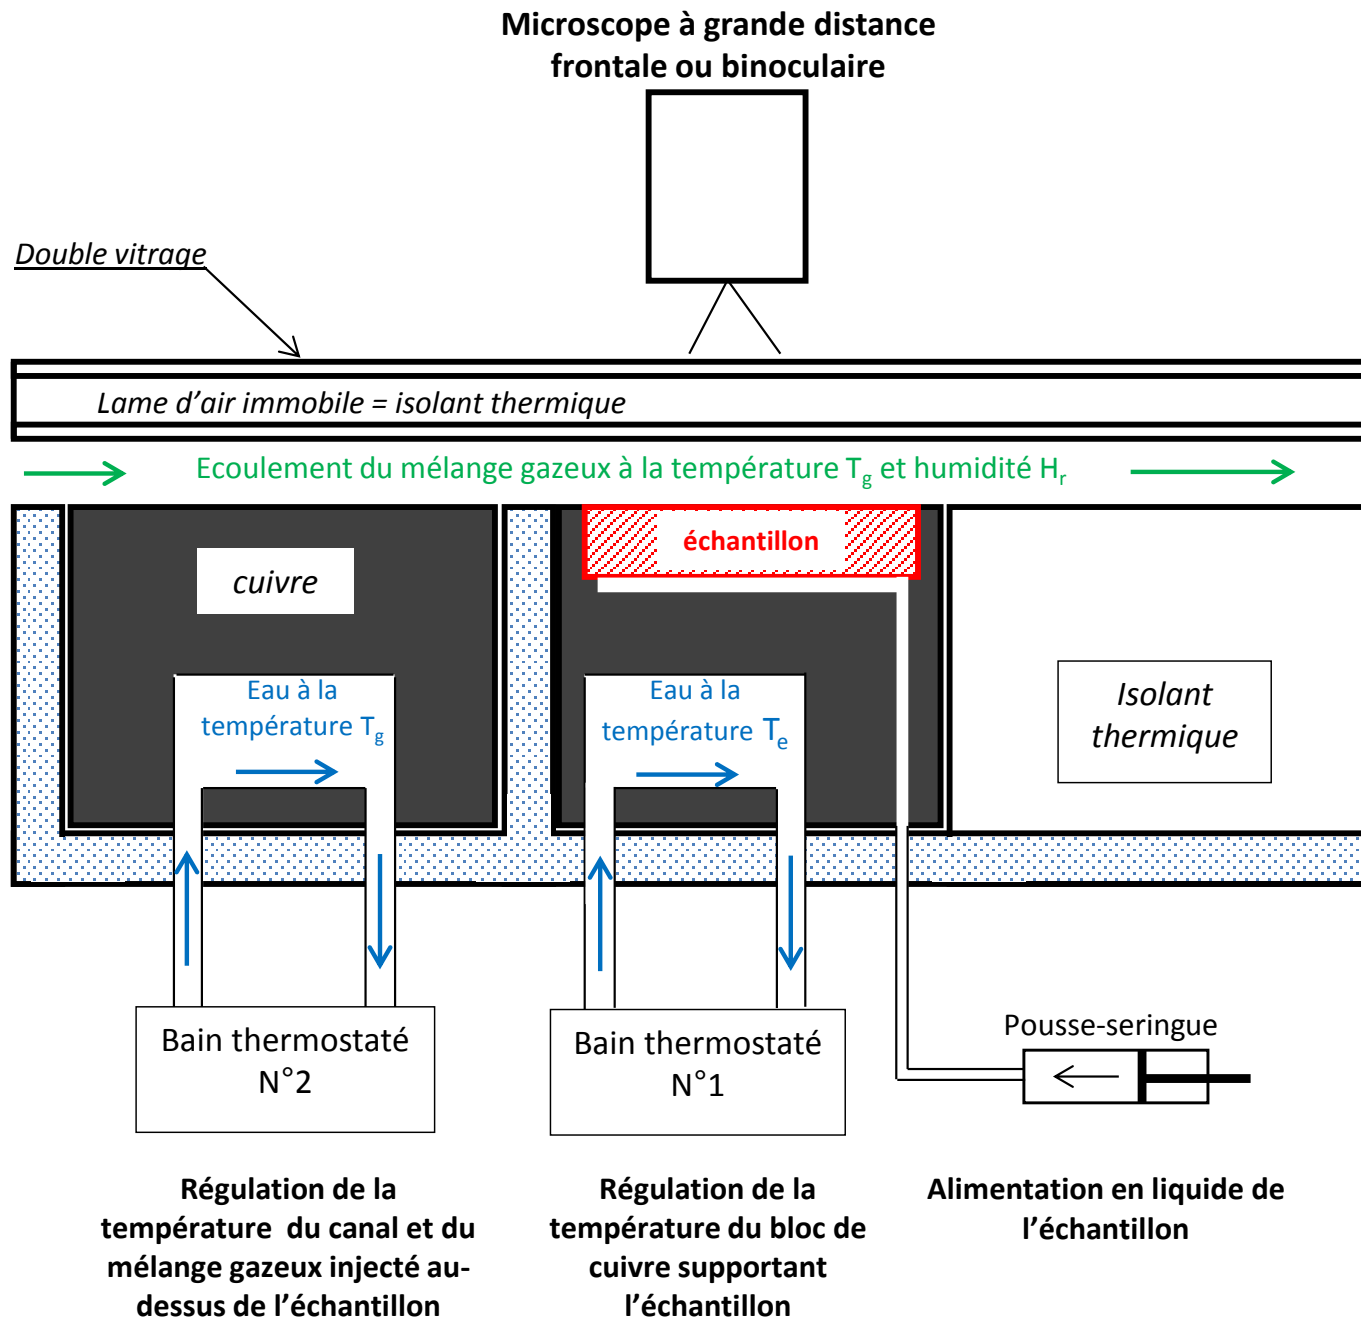 Microscope à grande distance
frontale ou binoculaire
Double vitrage
Lame d’air immobile = isolant thermique
Ecoulement du mélange gazeux à la température Tg et humidité Hr
cuivre
échantillon
Eau à la
température Tg
Eau à la
température Te
Isolant
thermique
Bain thermostaté
N°2
Bain thermostaté
N°1
Pousse-seringue
Régulation de la
température du canal et du
mélange gazeux injecté au-
dessus de l’échantillon
Régulation de la
température du bloc de
cuivre supportant
l’échantillon
Alimentation en liquide de
l’échantillon